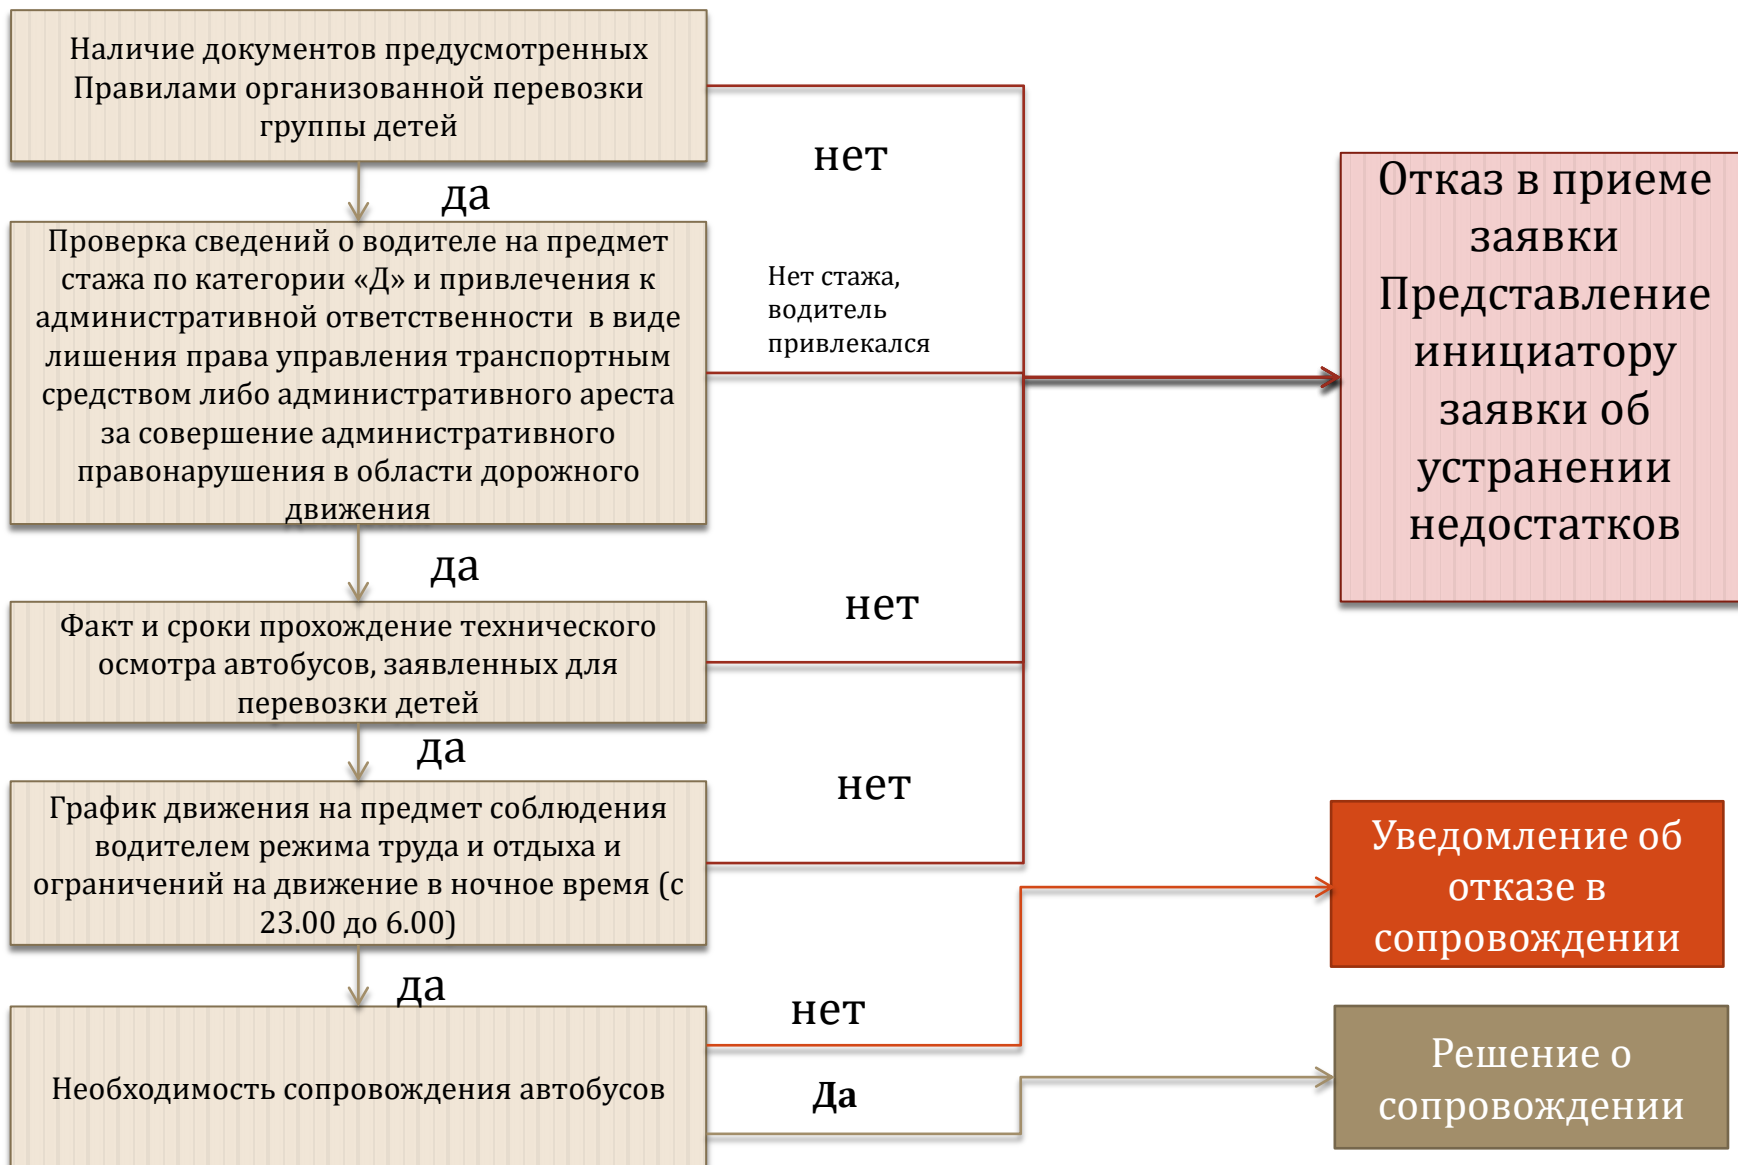 Наличие документов предусмотренных
Правилами организованной перевозки
группы детей
нет
да
Проверка сведений о водителе на предмет
стажа по категории «Д» и привлечения к
административной ответственности в виде
лишения права управления транспортным
средством либо административного ареста
за совершение административного
правонарушения в области дорожного
движения
Нет стажа,
водитель
привлекался
Отказ в приеме
заявки
Представление
инициатору
заявки об
устранении
недостатков
да
нет
Факт и сроки прохождение технического
осмотра автобусов, заявленных для
перевозки детей
да
нет
График движения на предмет соблюдения
водителем режима труда и отдыха и
ограничений на движение в ночное время (с
23.00 до 6.00)
Уведомление об
отказе в
сопровождении
да
нет
Необходимость сопровождения автобусов
Да
Решение о
сопровождении